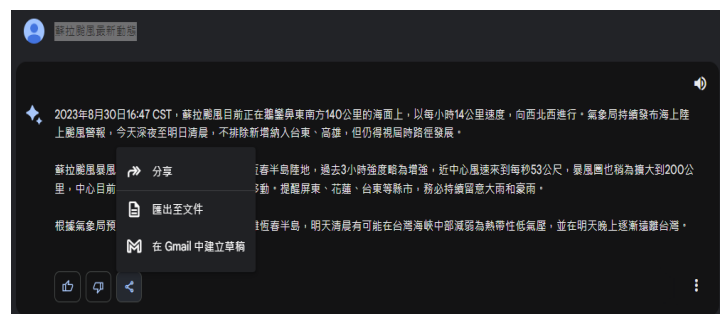 蘇拉颱風最新動態
2023年8月30日16:47 CST，蘇拉颱風目前正在鵝鑾鼻東南方140公里的海面上，以每小時14公里速度，向西北西進行。氣象局持續發布海上陸
上颱風警報，今天深夜至明日清晨，不排除新增納入台東、高雄，但仍得視屆時路徑發展。
蘇拉颱風暴風 恆春半島陸地，過去3小時強度略為增強，近中心風速來到每秒53公尺，暴風圈也稍為擴大到200公
里，中心目前 移動。提醒屏東、花蓮、台東等縣市，務必持續留意大雨和豪雨。
根據氣象局預 恆春半島，明天清晨有可能在台灣海峽中部減弱為熱帶性低氣壓，並在明天晚上逐漸遠離台灣。
分享
匯出至文件
在 Gmail 中建立草稿